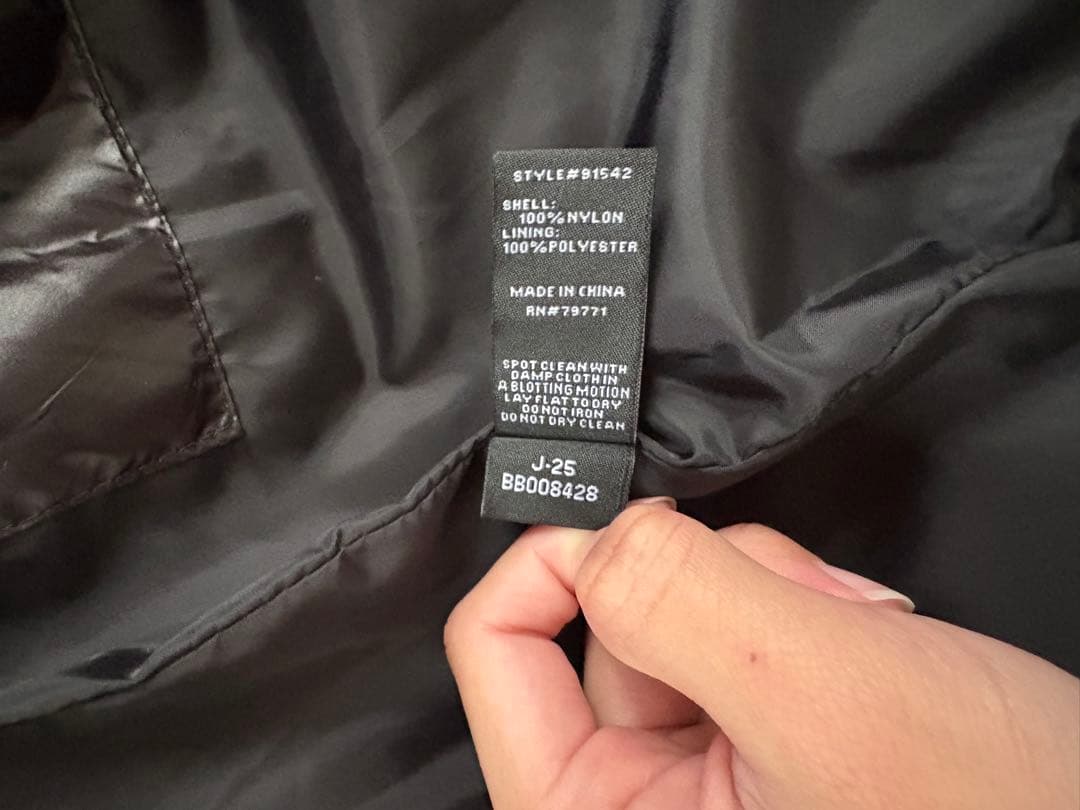 STYLE#91542
SHELL:
100%NYLON
LINING:
100%POLYESTER
MADE IN CHINA
RN#79771
SPOT CLEAN WITH
DAMP CLOTH IN
A BLOTTING MOTION
LAY FLAT TO DRY
DO NOT IRON
DO NOT DRY CLEAN
J-25
BB008428